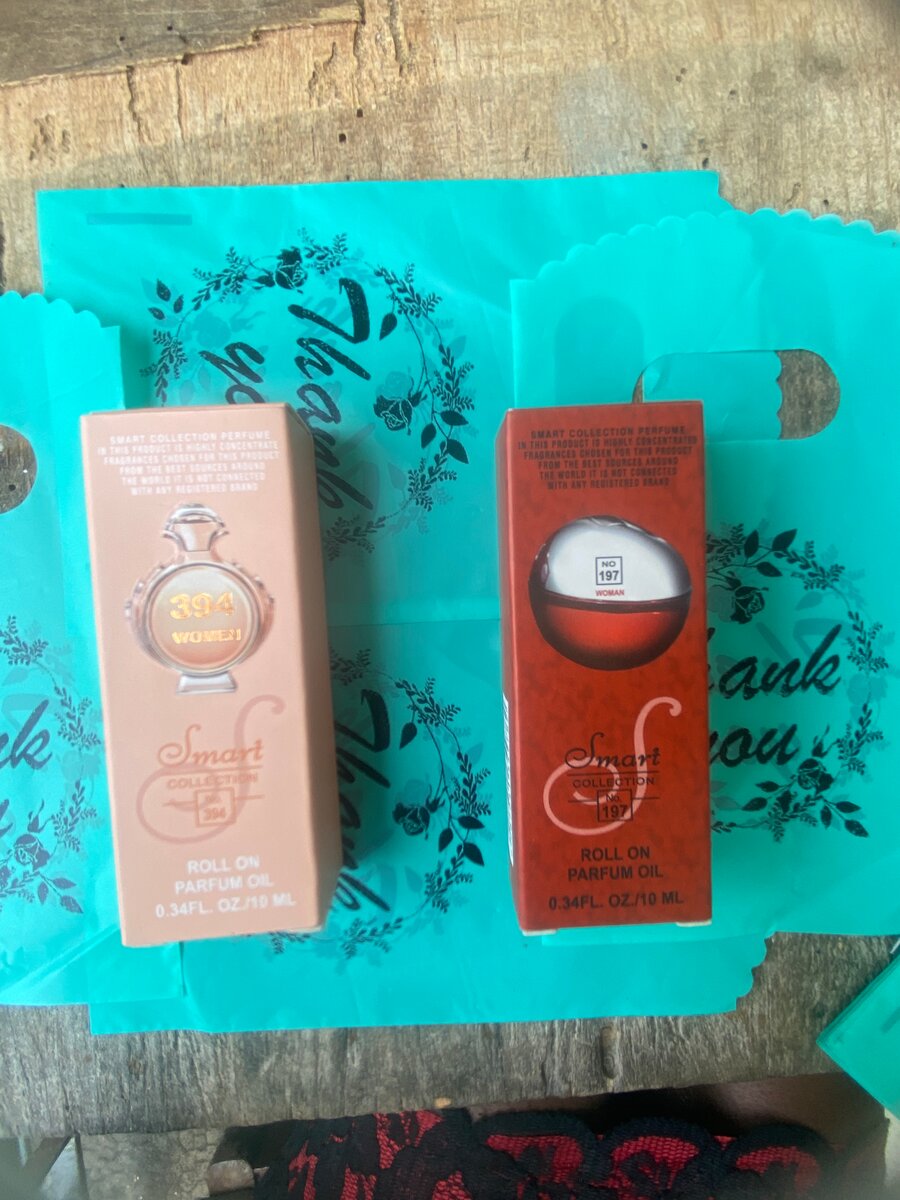 Thank
you
SMART COLLECTION PERFUME
IN THIS PRODUCT IS HIGHLY CONCENTRATE
FRAGRANCES CHOSEN FOR THIS PRODUCT
FROM THE BEST SOURCES AROUND
THE WORLD IT IS NOT CONNECTED
WITH ANY REGISTERED BRAND
394
WOMEN
Smart
COLLECTION
No.
394
ROLL ON
PARFUM OIL
0.34FL. OZ./10 ML
SMART COLLECTION PERFUME
IN THIS PRODUCT IS HIGHLY CONCENTRATED
FRAGRANCES CHOSEN FOR THIS PRODUCT
FROM THE BEST SOURCES AROUND
THE WORLD IT IS NOT CONNECTED
WITH ANY REGISTERED BRAND
NO
197
WOMAN
Smart
COLLECTION
No.
197
ROLL ON
PARFUM OIL
0.34FL. OZ./10 ML
Thank
ank
you